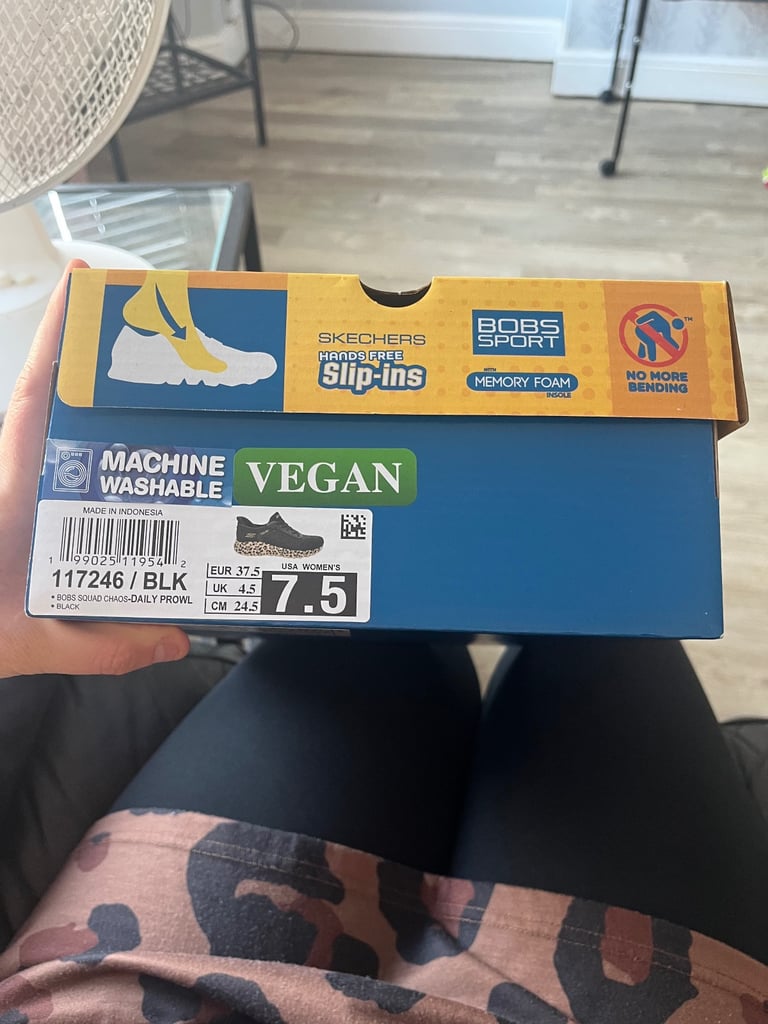 SKECHERS
HANDS FREE
Slip-ins
BOBS
SPORT
WITH
MEMORY FOAM
INSOLE
TM
NO MORE
BENDING
MACHINE
WASHABLE
VEGAN
MADE IN INDONESIA
1 99025 11954 2
117246 / BLK
• BOBS SQUAD CHAOS-DAILY PROWL
• BLACK
EUR 37.5
UK 4.5
CM 24.5
USA WOMEN'S
7.5